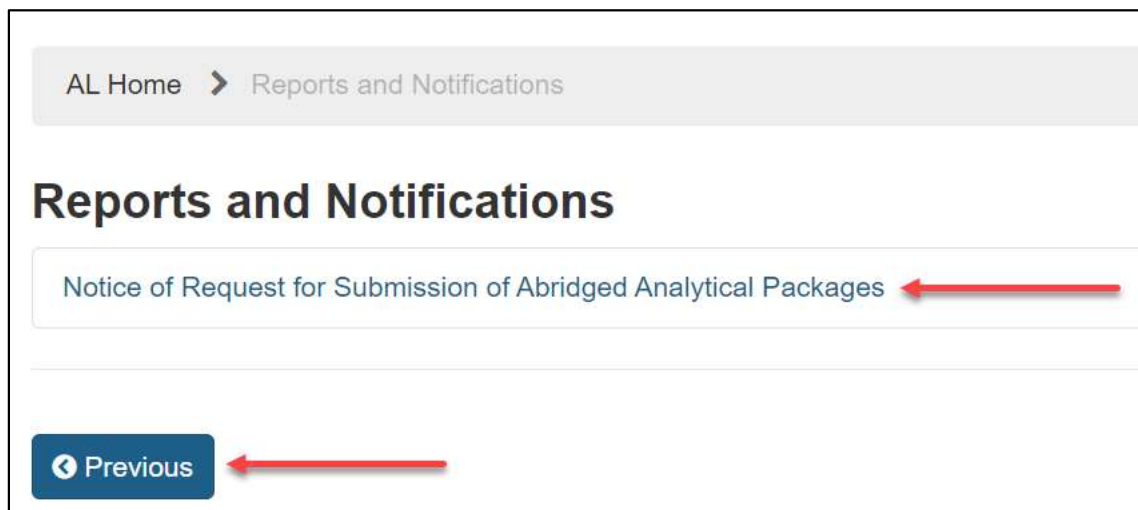 AL Home Reports and Notifications
Reports and Notifications
Notice of Request for Submission of Abridged Analytical Packages
Previous